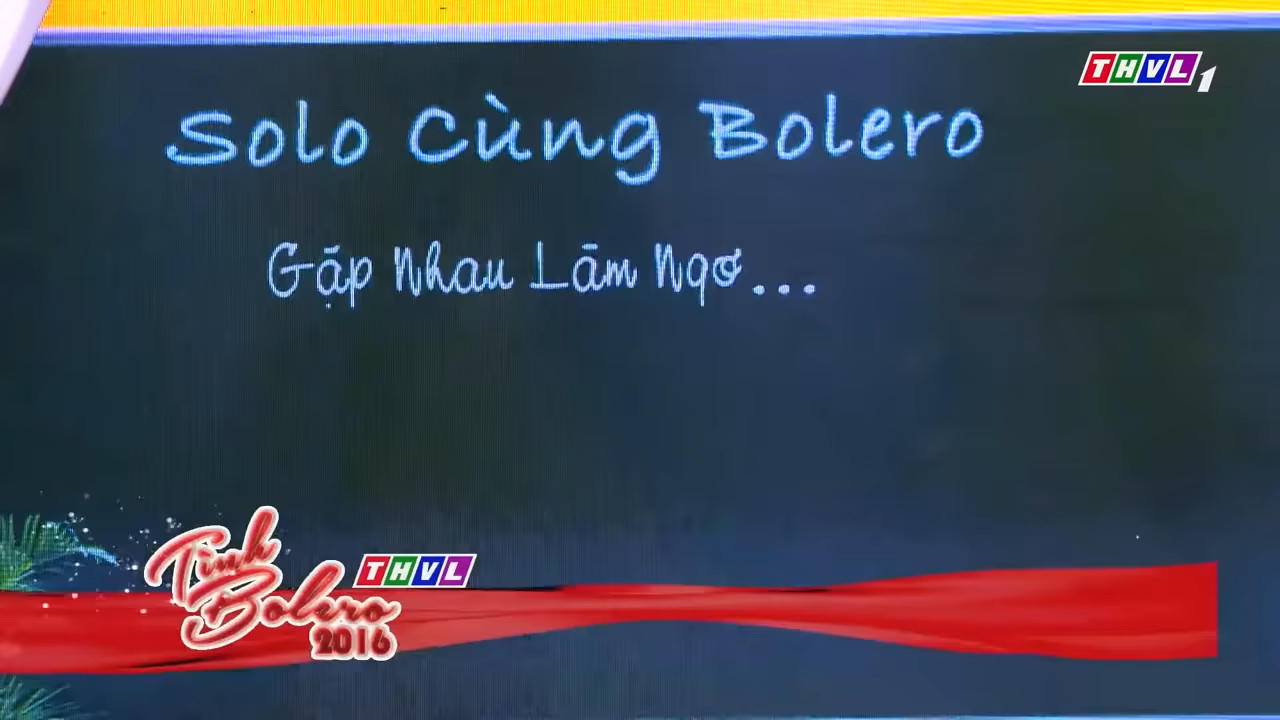 THVL1
Solo Cùng Bolero
Gặp Nhau Làm Ngơ...
Tình
Bolero
2016
THVL